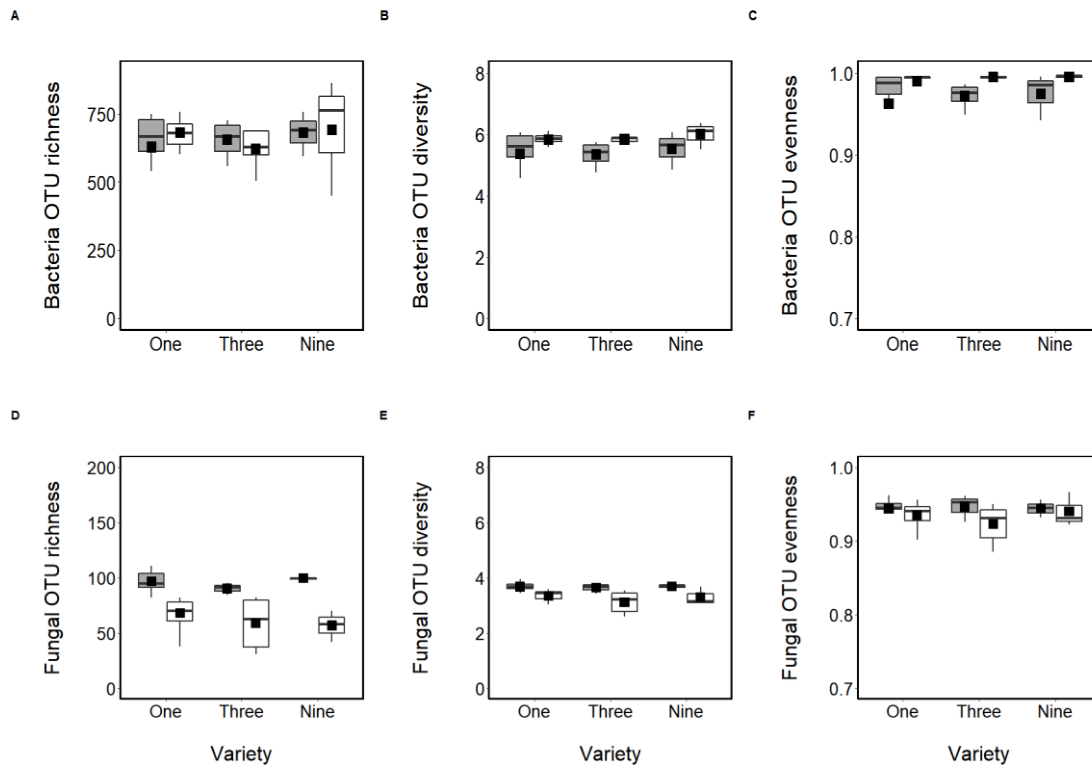 A
Bacteria OTU richness
750
500
250
0
One Three Nine
B
Bacteria OTU diversity
8
6
4
2
0
One Three Nine
C
Bacteria OTU evenness
1.0
0.9
0.8
0.7
One Three Nine
D
Fungal OTU richness
200
150
100
50
0
One Three Nine
Variety
E
Fungal OTU diversity
8
6
4
2
0
One Three Nine
Variety
F
Fungal OTU evenness
1.0
0.9
0.8
0.7
One Three Nine
Variety